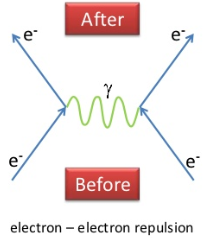 After
e- e-
γ
e- e-
Before
electron – electron repulsion